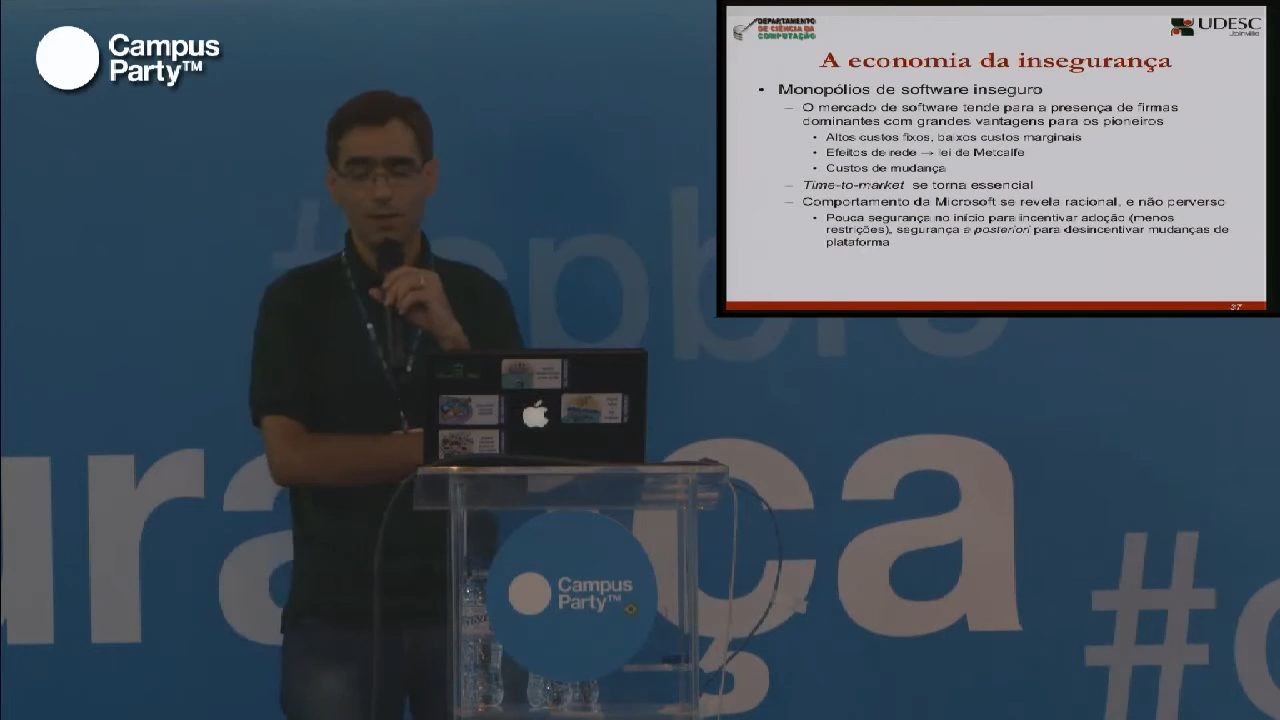 Campus
Party™
DEPARTAMENTO
DE CIÊNCIA DA
COMPUTAÇÃO
UDESC
Joinville
A economia da insegurança
• Monopólios de software inseguro
– O mercado de software tende para a presença de firmas
dominantes com grandes vantagens para os pioneiros
• Altos custos fixos, baixos custos marginais
• Efeitos de rede → lei de Metcalfe
• Custos de mudança
– Time-to-market se torna essencial
– Comportamento da Microsoft se revela racional, e não perverso
• Pouca segurança no início para incentivar adoção (menos
restrições), segurança a posteriori para desincentivar mudanças de
plataforma
37
#cpbr8
urança
#c
Campus
Party™